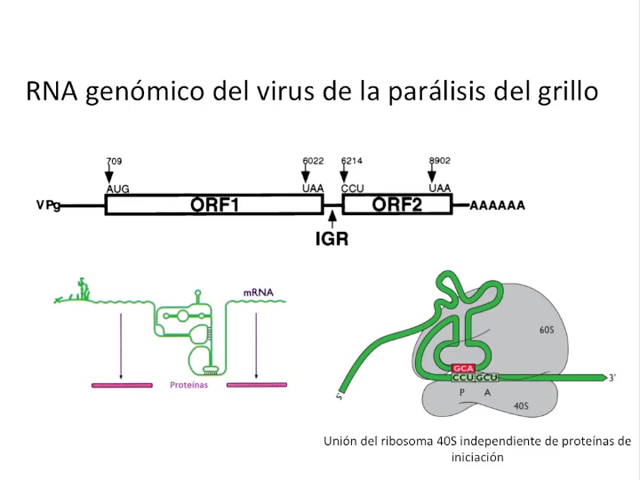 RNA genómico del virus de la parálisis del grillo
709 6022 6214 8902
AUG UAA CCU UAA
VPg ORF1 ORF2 AAAAAA
IGR
mRNA
Proteínas
60S
GCA
CCU GCU
3'
5'
P A
40S
Unión del ribosoma 40S independiente de proteínas de
iniciación